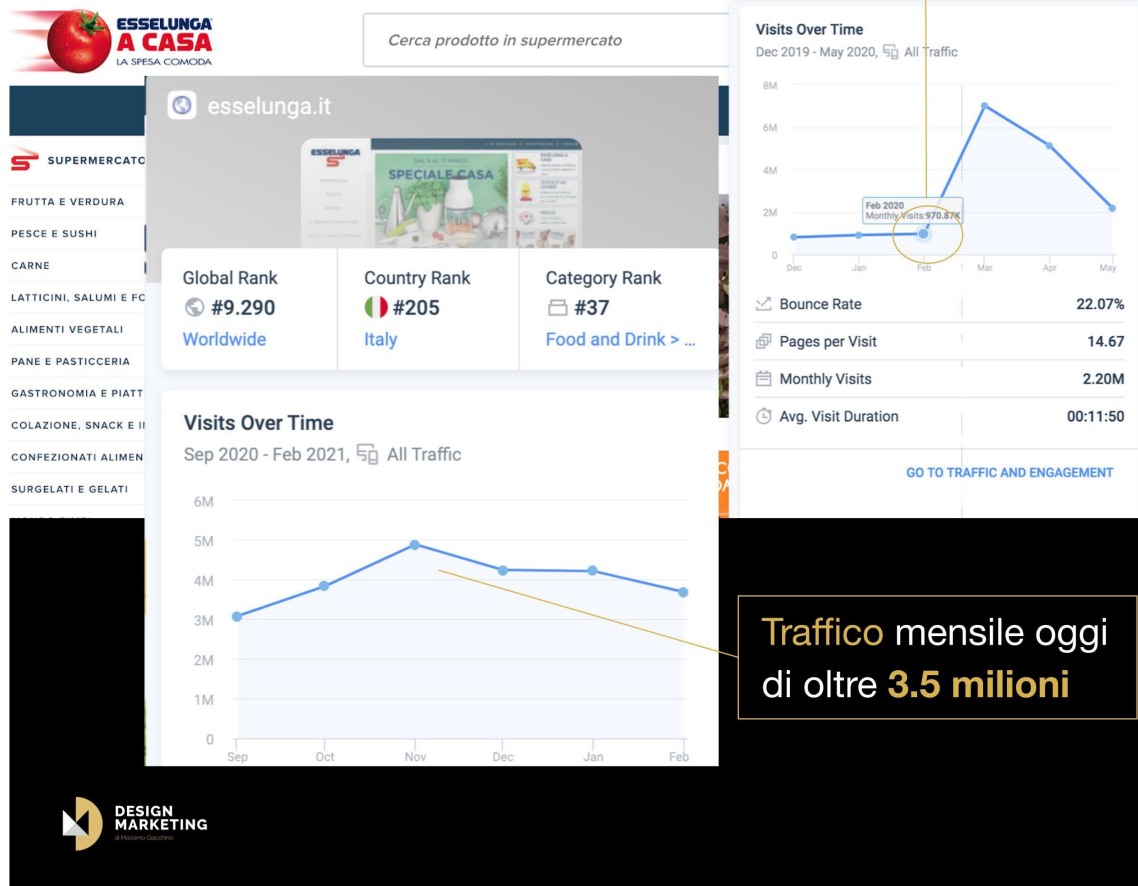 ESSELUNGA
A CASA
LA SPESA COMODA
Cerca prodotto in supermercato
SUPERMERCATO
FRUTTA E VERDURA
PESCE E SUSHI
CARNE
LATTICINI, SALUMI E FO
ALIMENTI VEGETALI
PANE E PASTICCERIA
GASTRONOMIA E PIATT
COLAZIONE, SNACK E I
CONFEZIONATI ALIMEN
SURGELATI E GELATI
esselunga.it
ESSELUNGA
SPECIALE CASA
Global Rank
#9.290
Worldwide
Country Rank
#205
Italy
Category Rank
#37
Food and Drink > ...
Visits Over Time
Sep 2020 - Feb 2021, All Traffic
6M
5M
4M
3M
2M
1M
0
Sep Oct Nov Dec Jan Feb
Visits Over Time
Dec 2019 - May 2020, All Traffic
8M
6M
4M
2M
0
Feb 2020
Monthly Visits:970.87K
Dec Jan Feb Mar Apr May
Bounce Rate 22.07%
Pages per Visit 14.67
Monthly Visits 2.20M
Avg. Visit Duration 00:11:50
GO TO TRAFFIC AND ENGAGEMENT
Traffico mensile oggi
di oltre 3.5 milioni
DESIGN
MARKETING
di Massimo Giacchino